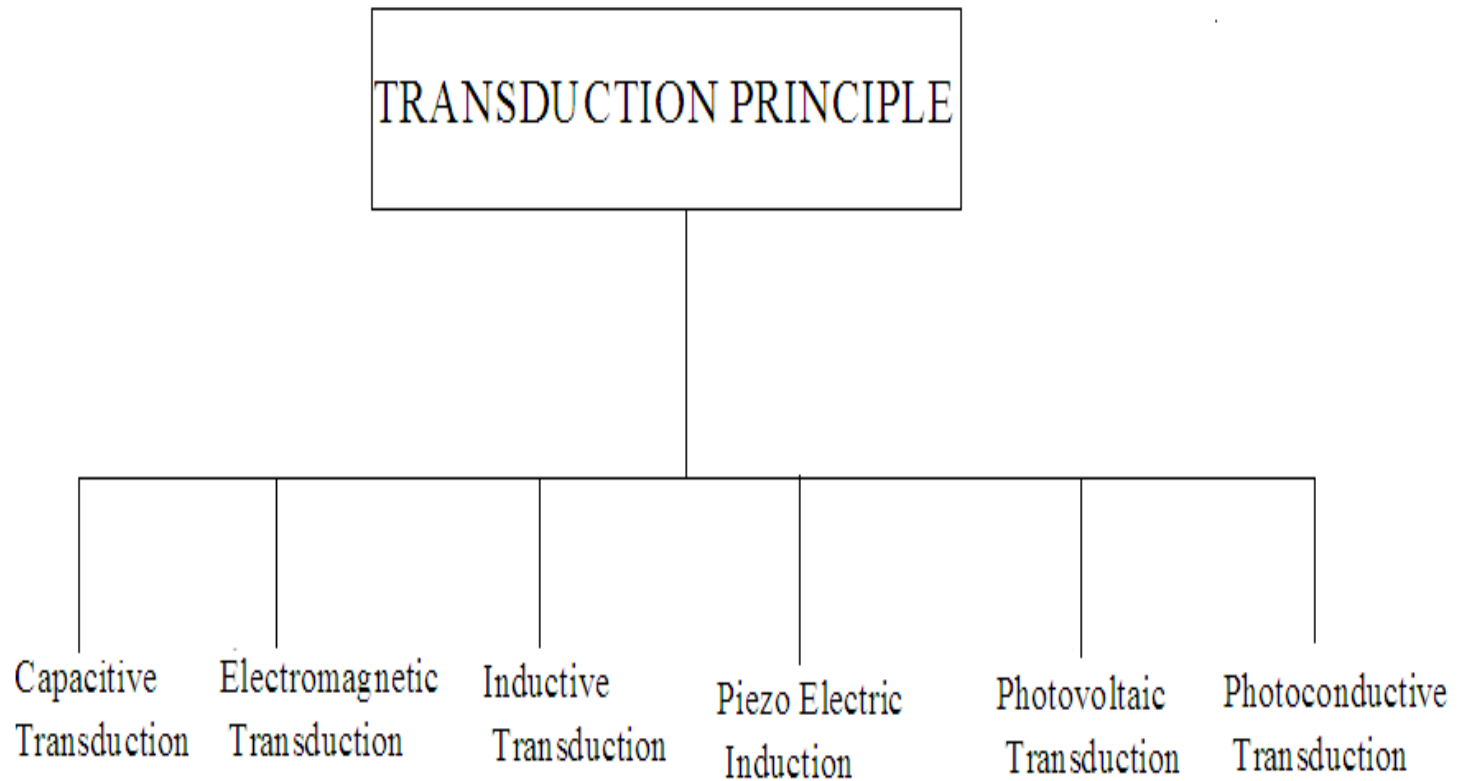 TRANSDUCTION PRINCIPLE
Capacitive
Transduction
Electromagnetic
Transduction
Inductive
Transduction
Piezo Electric
Induction
Photovoltaic
Transduction
Photoconductive
Transduction